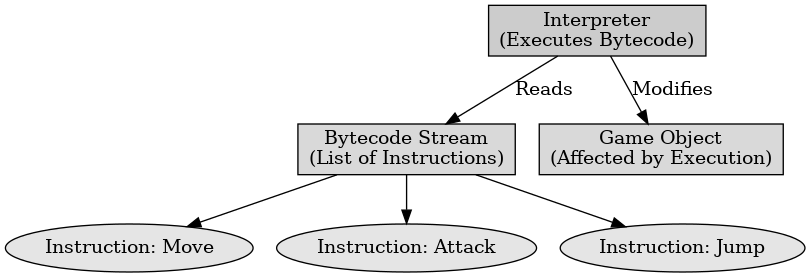 Interpreter
(Executes Bytecode)
Reads
Modifies
Bytecode Stream
(List of Instructions)
Game Object
(Affected by Execution)
Instruction: Move
Instruction: Attack
Instruction: Jump